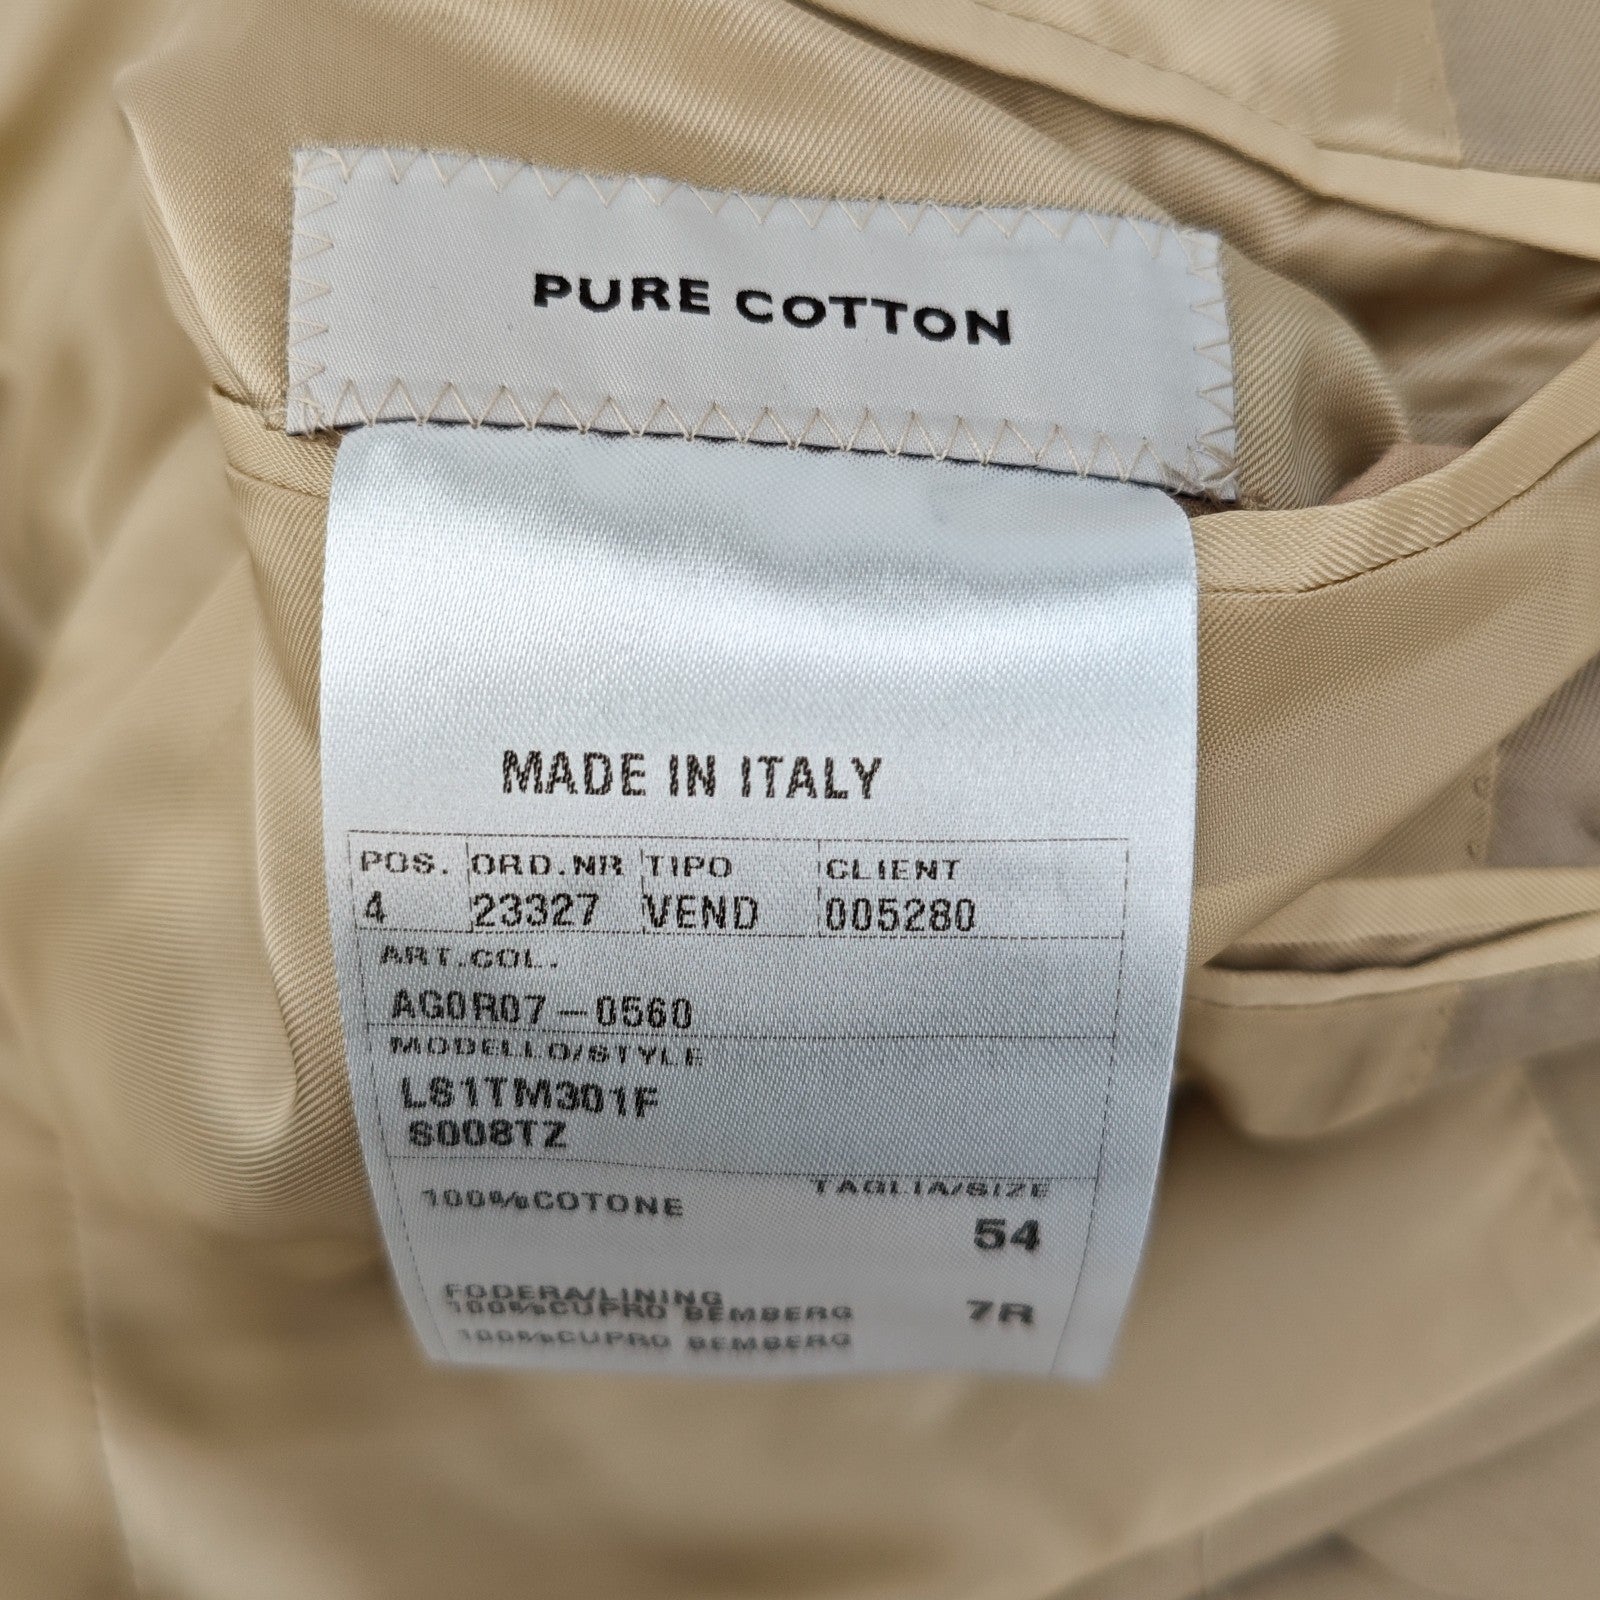 PURE COTTON
MADE IN ITALY
POS. ORD.NR TIPO CLIENT
4 23327 VEND 005280
ART.COL.
AG0R07-0560
MODELLO/STYLE
LS1TM301F
S008TZ
100%COTONE TAGLIA/SIZE
54
FODERA/LINING
100%CUPRO BEMBERG 7R
100%CUPRO BEMBERG